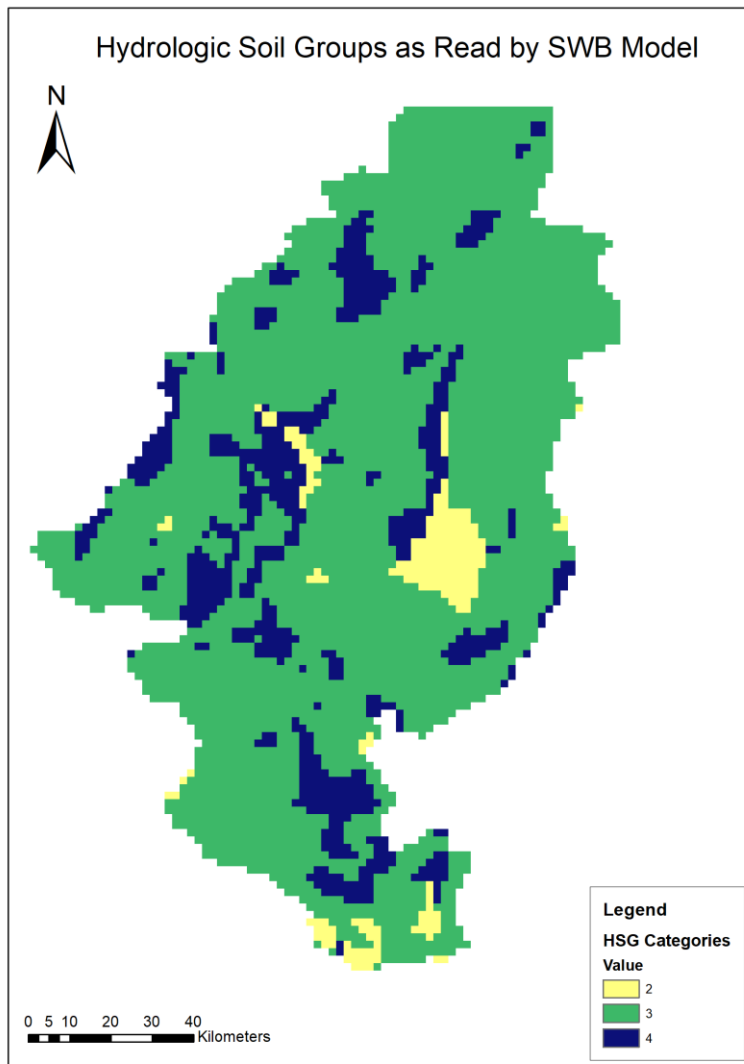 Hydrologic Soil Groups as Read by SWB Model
N
Legend
HSG Categories
Value
2
3
4
0 5 10 20 30 40
Kilometers